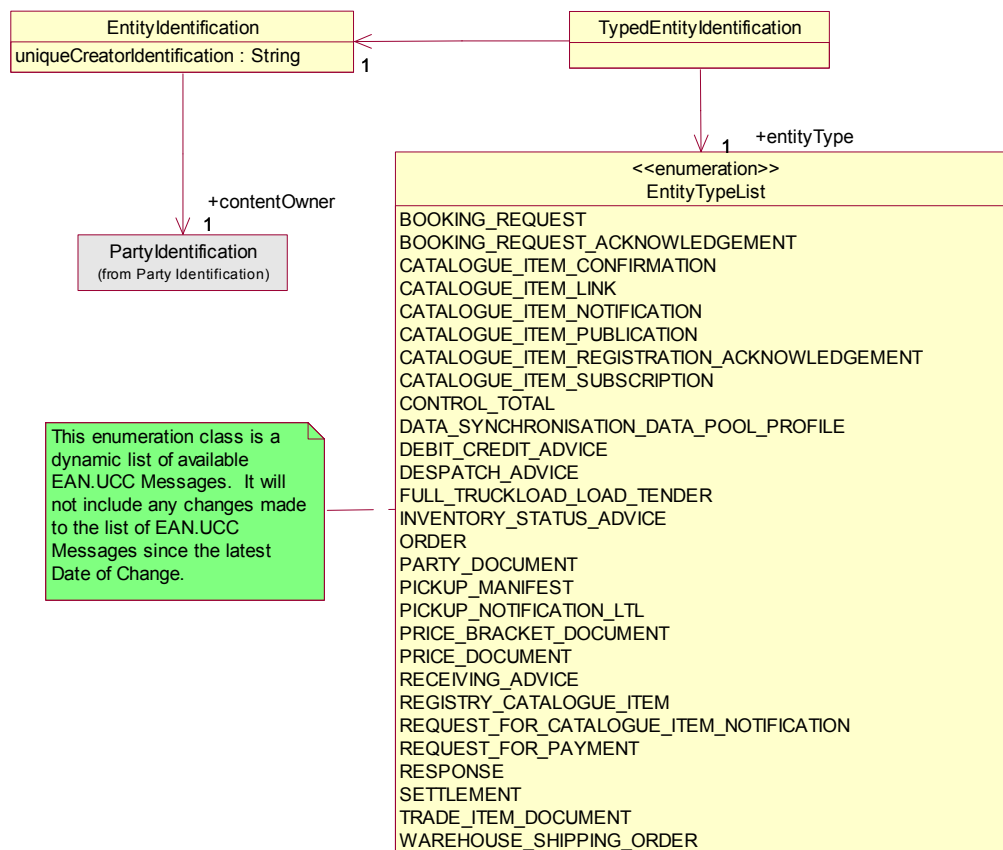 EntityIdentification
uniqueCreatorIdentification : String
TypedEntityIdentification
1
1
+entityType
+contentOwner
1
PartyIdentification
(from Party Identification)
<<enumeration>>
EntityTypeList
BOOKING_REQUEST
BOOKING_REQUEST_ACKNOWLEDGEMENT
CATALOGUE_ITEM_CONFIRMATION
CATALOGUE_ITEM_LINK
CATALOGUE_ITEM_NOTIFICATION
CATALOGUE_ITEM_PUBLICATION
CATALOGUE_ITEM_REGISTRATION_ACKNOWLEDGEMENT
CATALOGUE_ITEM_SUBSCRIPTION
CONTROL_TOTAL
DATA_SYNCHRONISATION_DATA_POOL_PROFILE
DEBIT_CREDIT_ADVICE
DESPATCH_ADVICE
FULL_TRUCKLOAD_LOAD_TENDER
INVENTORY_STATUS_ADVICE
ORDER
PARTY_DOCUMENT
PICKUP_MANIFEST
PICKUP_NOTIFICATION_LTL
PRICE_BRACKET_DOCUMENT
PRICE_DOCUMENT
RECEIVING_ADVICE
REGISTRY_CATALOGUE_ITEM
REQUEST_FOR_CATALOGUE_ITEM_NOTIFICATION
REQUEST_FOR_PAYMENT
RESPONSE
SETTLEMENT
TRADE_ITEM_DOCUMENT
WAREHOUSE_SHIPPING_ORDER
This enumeration class is a
dynamic list of available
EAN.UCC Messages.  It will
not include any changes made
to the list of EAN.UCC
Messages since the latest
Date of Change.